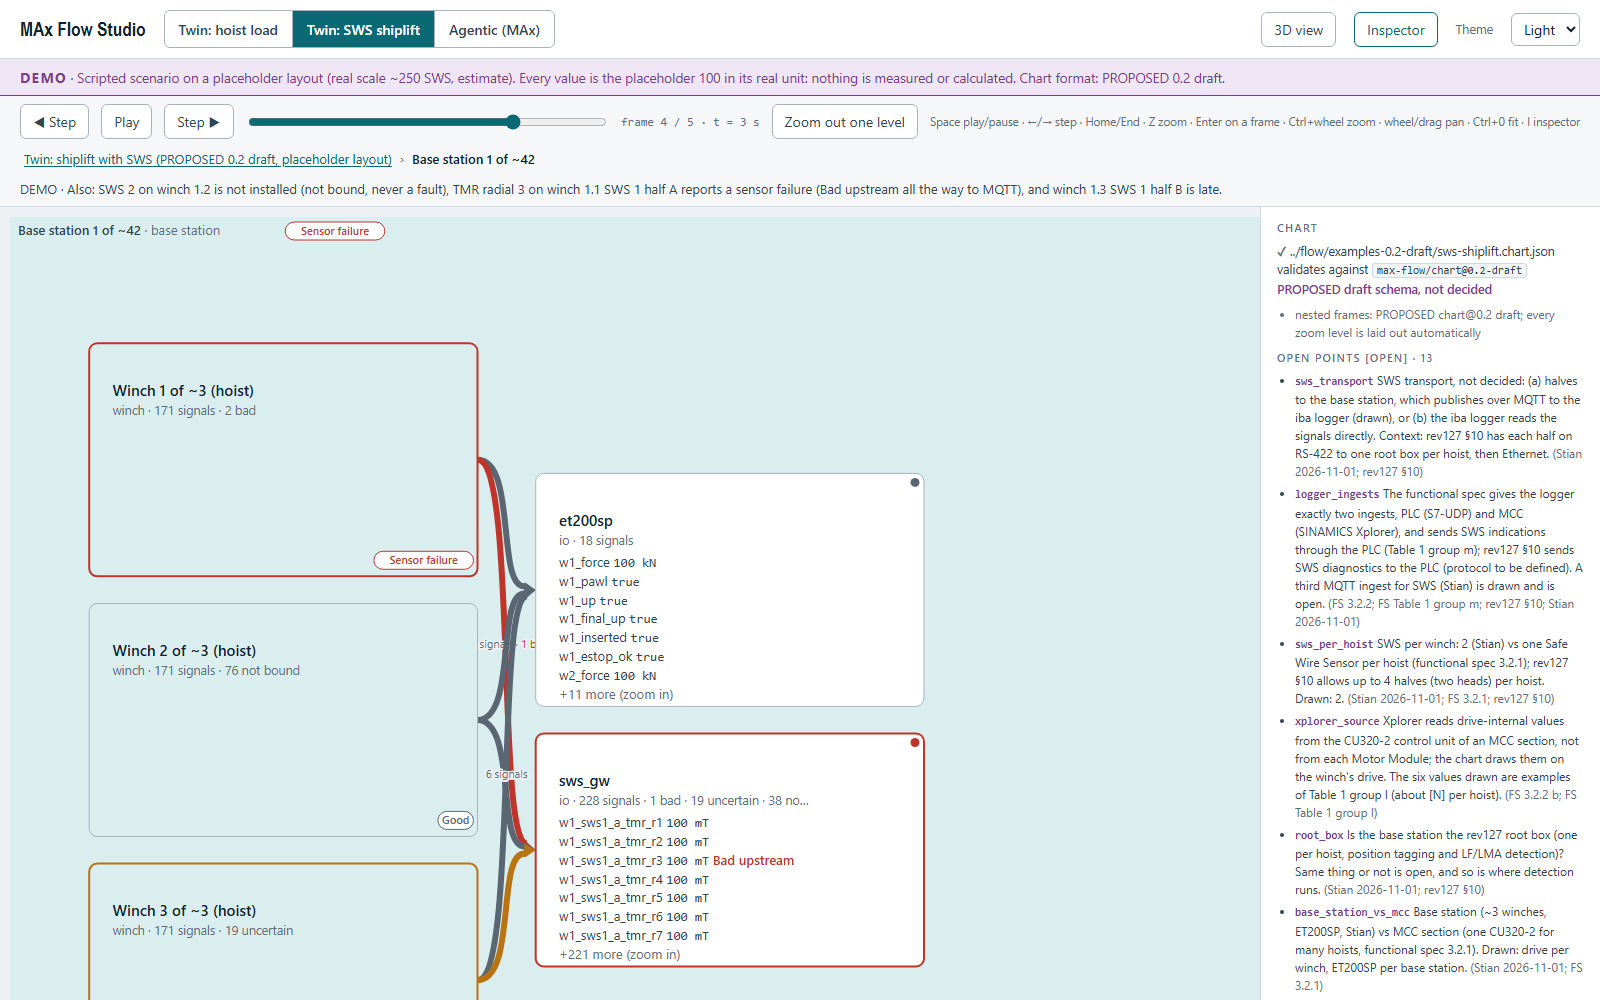 MAx Flow Studio
Twin: hoist load
Twin: SWS shiplift
Agentic (MAx)
3D view
Inspector
Theme
Light
DEMO · Scripted scenario on a placeholder layout (real scale ~250 SWS, estimate). Every value is the placeholder 100 in its real unit: nothing is measured or calculated. Chart format: PROPOSED 0.2 draft.
◀ Step
Play
Step ▶
frame 4 / 5 · t = 3 s
Zoom out one level
Space play/pause · ←/→ step · Home/End · Z zoom · Enter on a frame · Ctrl+wheel zoom · wheel/drag pan · Ctrl+0 fit · I inspector
Twin: shiplift with SWS (PROPOSED 0.2 draft, placeholder layout) › Base station 1 of ~42
DEMO · Also: SWS 2 on winch 1.2 is not installed (not bound, never a fault), TMR radial 3 on winch 1.1 SWS 1 half A reports a sensor failure (Bad upstream all the way to MQTT), and winch 1.3 SWS 1 half B is late.
Base station 1 of ~42 · base station
Sensor failure
Winch 1 of ~3 (hoist)
winch · 171 signals · 2 bad
Sensor failure
Winch 2 of ~3 (hoist)
winch · 171 signals · 76 not bound
Good
Winch 3 of ~3 (hoist)
winch · 171 signals · 19 uncertain
signals · 1 b
6 signals
et200sp
io · 18 signals
w1_force 100 kN
w1_pawl true
w1_up true
w1_final_up true
w1_inserted true
w1_estop_ok true
w2_force 100 kN
+11 more (zoom in)
sws_gw
io · 228 signals · 1 bad · 19 uncertain · 38 no...
w1_sws1_a_tmr_r1 100 mT
w1_sws1_a_tmr_r2 100 mT
w1_sws1_a_tmr_r3 100 mT Bad upstream
w1_sws1_a_tmr_r4 100 mT
w1_sws1_a_tmr_r5 100 mT
w1_sws1_a_tmr_r6 100 mT
w1_sws1_a_tmr_r7 100 mT
+221 more (zoom in)
CHART
✓ ../flow/examples-0.2-draft/sws-shiplift.chart.json
validates against max-flow/chart@0.2-draft
PROPOSED draft schema, not decided
• nested frames: PROPOSED chart@0.2 draft; every
zoom level is laid out automatically
OPEN POINTS [OPEN] · 13
• sws_transport SWS transport, not decided: (a) halves
to the base station, which publishes over MQTT to the
iba logger (drawn), or (b) the iba logger reads the
signals directly. Context: rev127 §10 has each half on
RS-422 to one root box per hoist, then Ethernet. (Stian
2026-11-01; rev127 §10)
• logger_ingests The functional spec gives the logger
exactly two ingests, PLC (S7-UDP) and MCC
(SINAMICS Xplorer), and sends SWS indications
through the PLC (Table 1 group m); rev127 §10 sends
SWS diagnostics to the PLC (protocol to be defined). A
third MQTT ingest for SWS (Stian) is drawn and is
open. (FS 3.2.2; FS Table 1 group m; rev127 §10; Stian
2026-11-01)
• sws_per_hoist SWS per winch: 2 (Stian) vs one Safe
Wire Sensor per hoist (functional spec 3.2.1); rev127
§10 allows up to 4 halves (two heads) per hoist.
Drawn: 2. (Stian 2026-11-01; FS 3.2.1; rev127 §10)
• xplorer_source Xplorer reads drive-internal values
from the CU320-2 control unit of an MCC section, not
from each Motor Module; the chart draws them on
the winch's drive. The six values drawn are examples
of Table 1 group l (about [N] per hoist). (FS 3.2.2 b; FS
Table 1 group l)
• root_box Is the base station the rev127 root box (one
per hoist, position tagging and LF/LMA detection)?
Same thing or not is open, and so is where detection
runs. (Stian 2026-11-01; rev127 §10)
• base_station_vs_mcc Base station (~3 winches,
ET200SP, Stian) vs MCC section (one CU320-2 for
many hoists, functional spec 3.2.1). Drawn: drive per
winch, ET200SP per base station. (Stian 2026-11-01; FS
3.2.1)